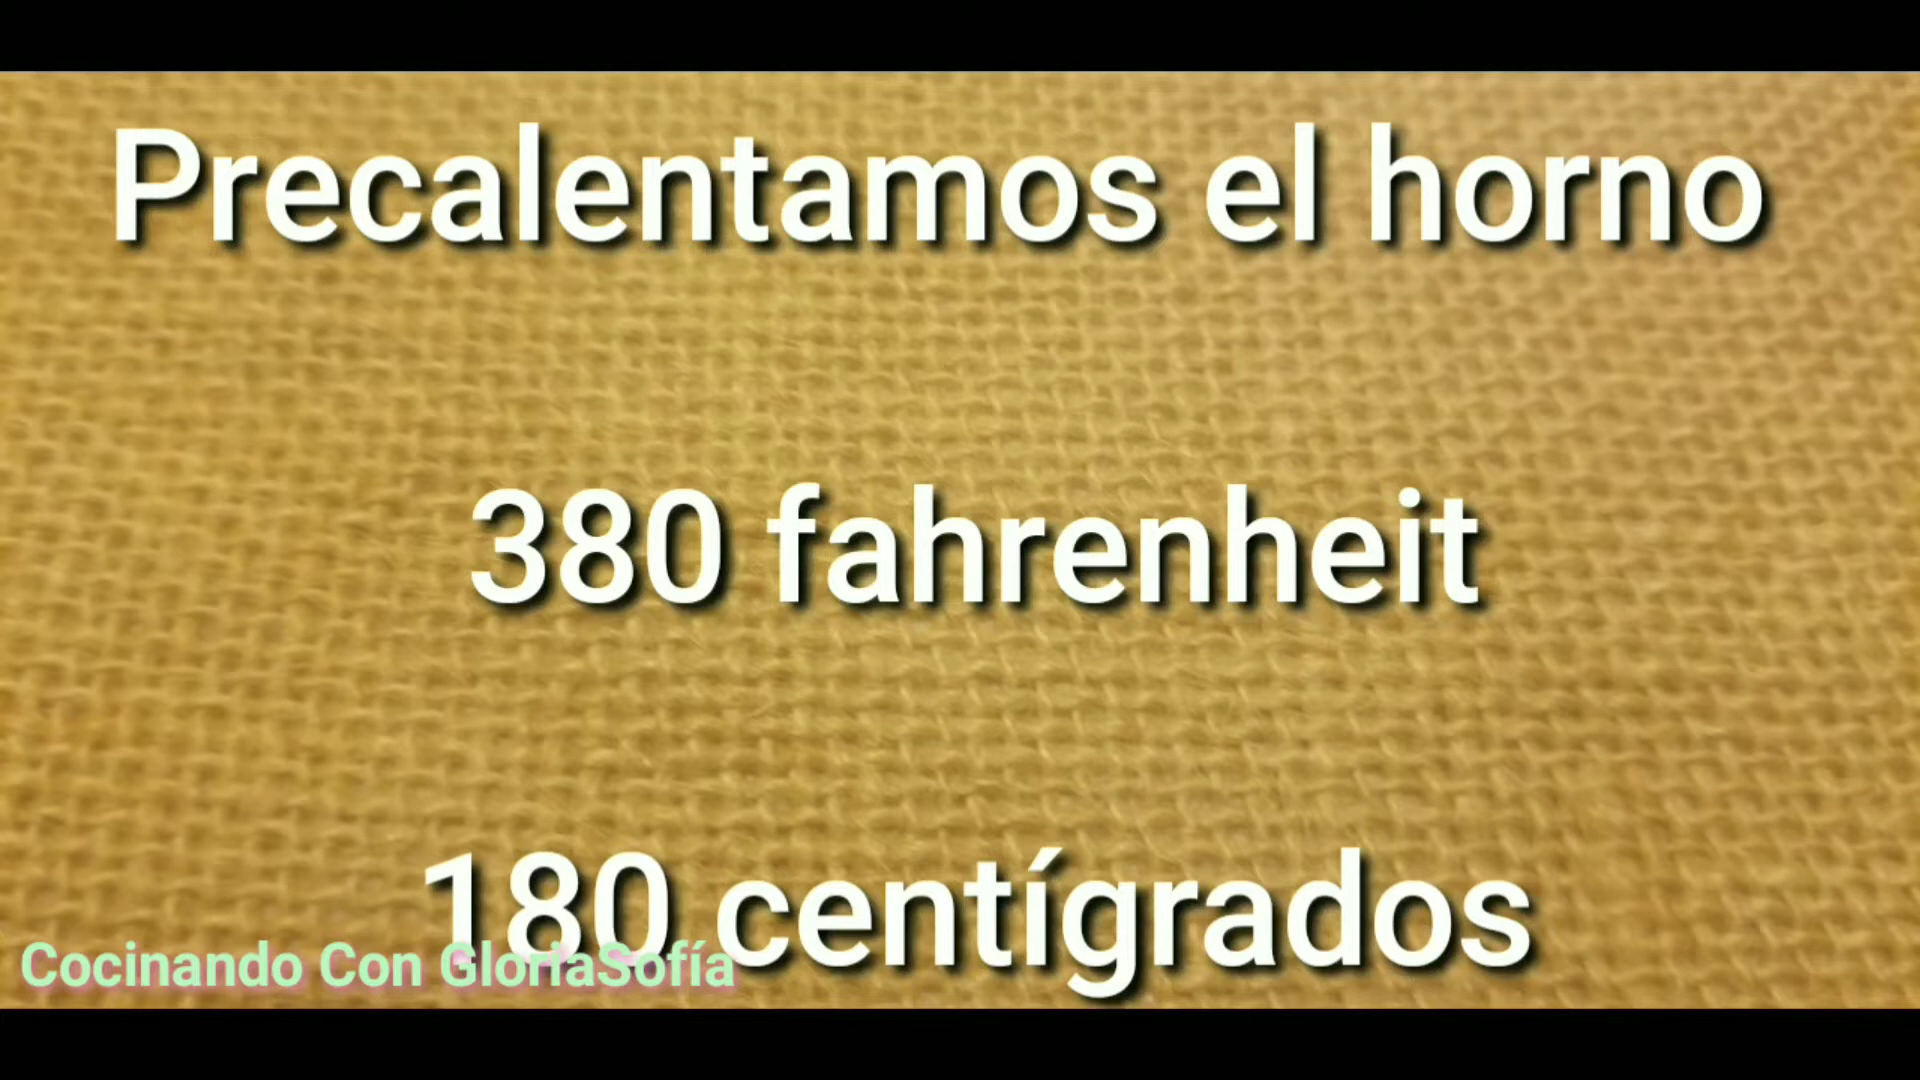 Precalentamos el horno
380 fahrenheit
180 centígrados
Cocinando Con GloriaSofía